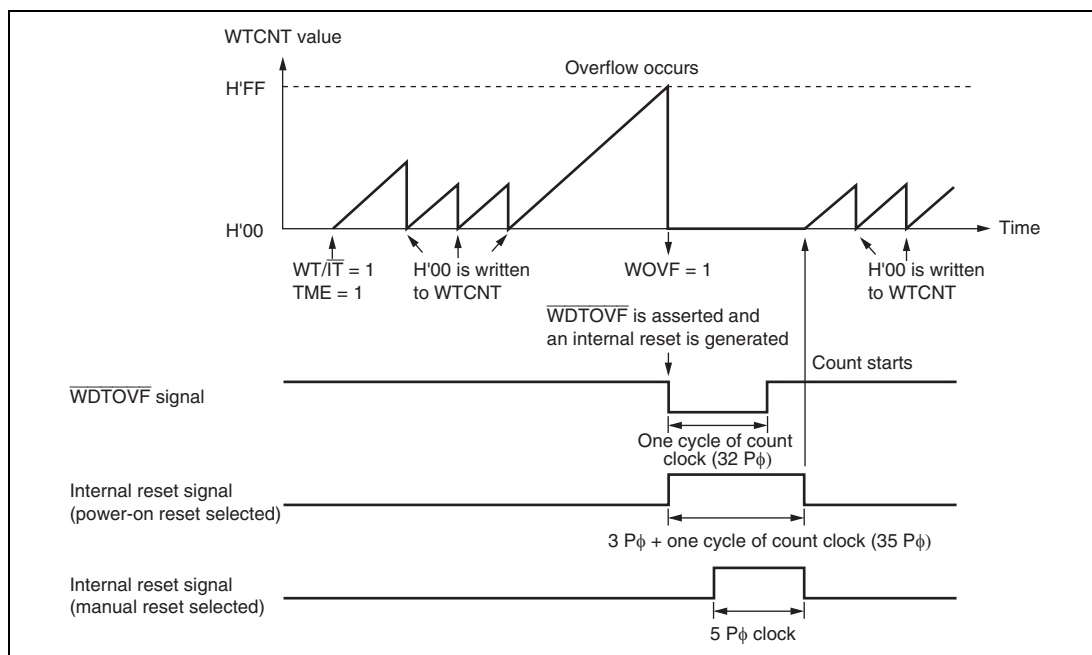 WTCNT value
Overflow occurs
H'FF
H'00
Time
WT/IT = 1
TME = 1
H'00 is written
to WTCNT
WOVF = 1
H'00 is written
to WTCNT
WDTOVF is asserted and
an internal reset is generated
Count starts
WDTOVF signal
One cycle of count
clock (32 Pϕ)
Internal reset signal
(power-on reset selected)
3 Pϕ + one cycle of count clock (35 Pϕ)
Internal reset signal
(manual reset selected)
5 Pϕ clock